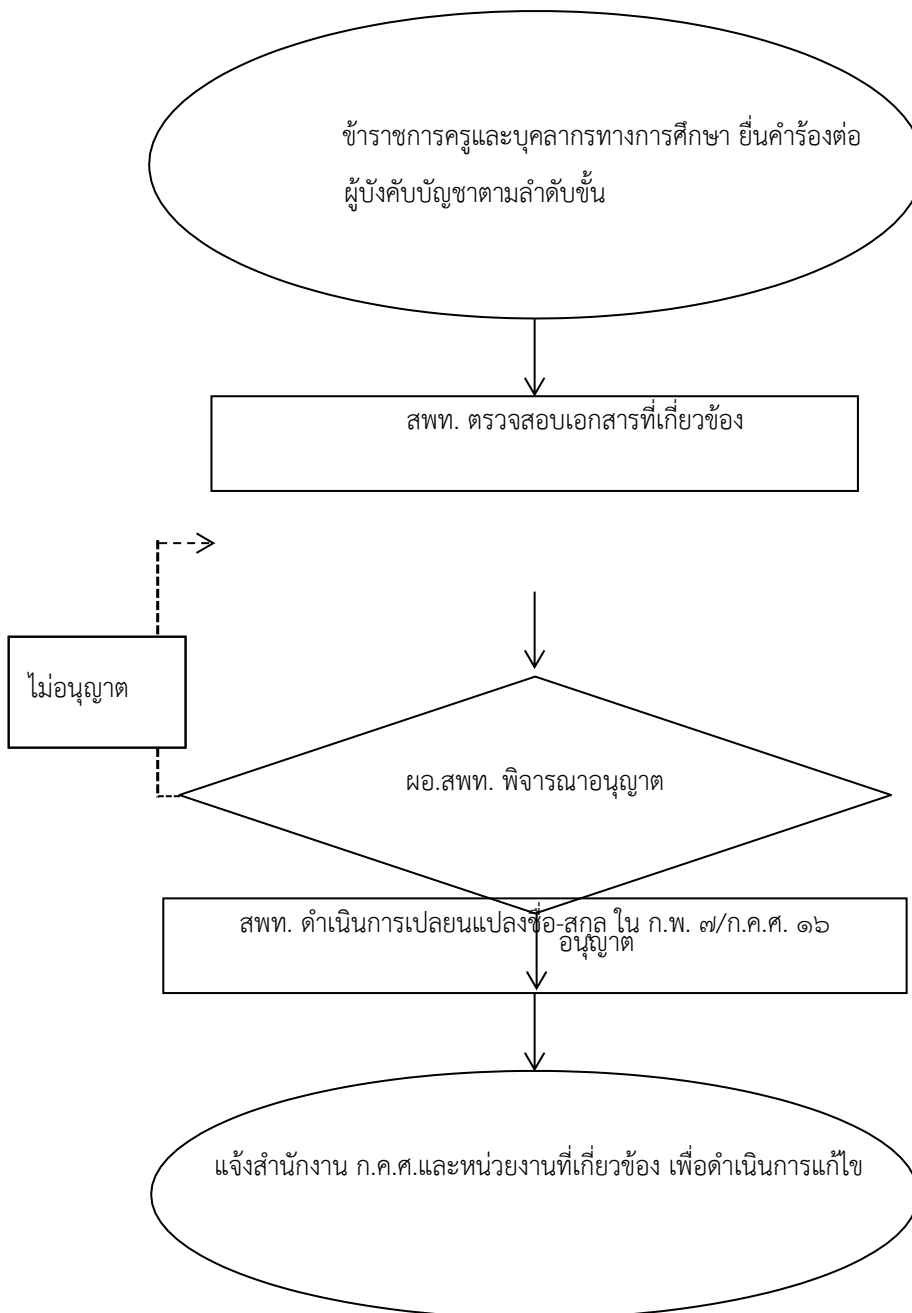 ข้าราชการครูและบุคลากรทางการศึกษา ยื่นคำร้องต่อ
ผู้บังคับบัญชาตามลำดับขั้น
สพท. ตรวจสอบเอกสารที่เกี่ยวข้อง
ไม่อนุญาต
ผอ.สพท. พิจารณาอนุญาต
สพท. ดำเนินการเปลยนแปลงชื่อ-สกุล ใน ก.พ. ๗/ก.ค.ศ. ๑๖
อนุญาต
แจ้งสำนักงาน ก.ค.ศ.และหน่วยงานที่เกี่ยวข้อง เพื่อดำเนินการแก้ไข